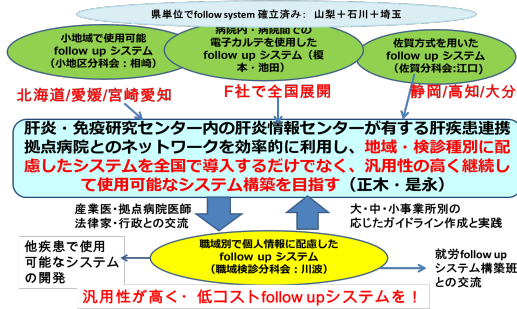 県単位でfollow system 確立済み: 山梨+石川+埼玉
小地域で使用可能
follow up システム
(小地区分科会:相崎)
病院内・病院間での
電子カルテを使用した
follow up システム(榎
本・池田)
佐賀方式を用いた
follow up システム
(佐賀分科会:江口)
北海道/愛媛/宮崎愛知
F社で全国展開
静岡/高知/大分
肝炎・免疫研究センター内の肝炎情報センターが有する肝疾患連携
拠点病院とのネットワークを効率的に利用し、地域・検診種別に配
慮したシステムを全国で導入するだけでなく、汎用性の高く継続し
て使用可能なシステム構築を目指す(正木・是永)
産業医・拠点病院医師
法律家・行政との交流
大・中・小事業所別の
応じたガイドライン作成と実践
他疾患で使用
可能なシステム
の開発
職域別で個人情報に配慮した
follow up システム
(職域検診分科会:川波)
就労follow up
システム構築班
との交流
汎用性が高く・低コストfollow upシステムを!